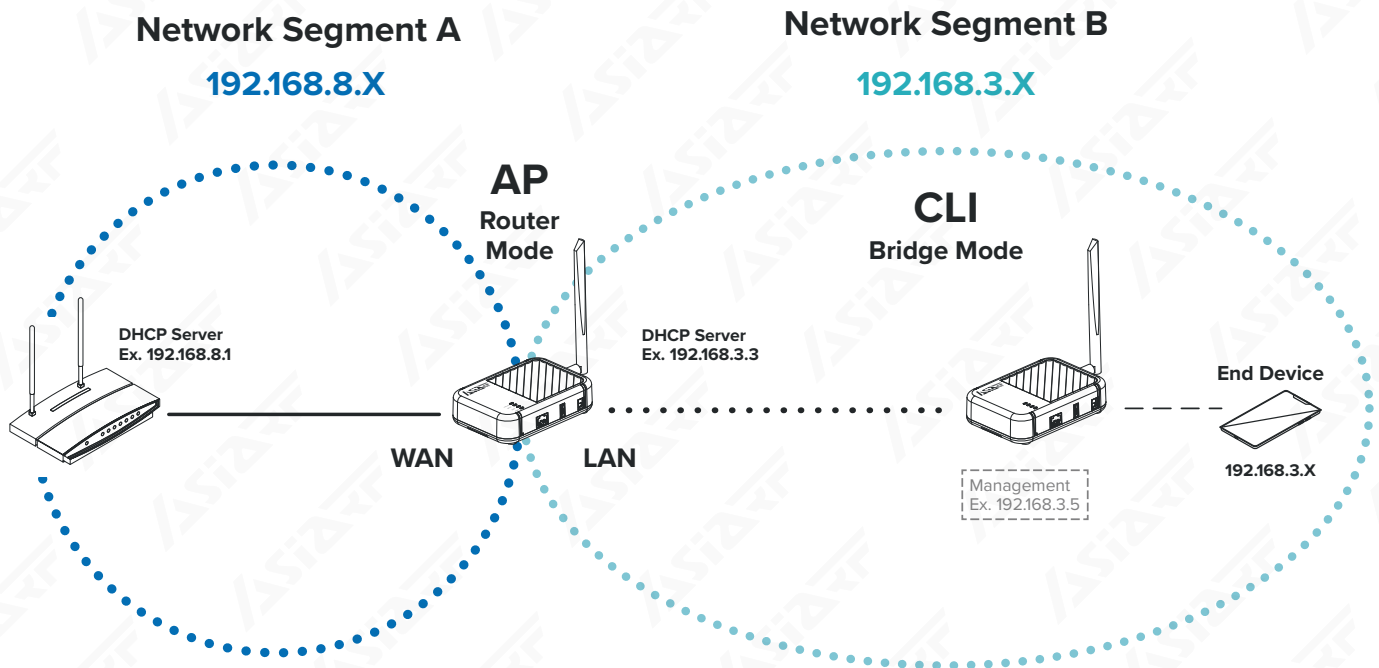 Network Segment A
192.168.8.X
Network Segment B
192.168.3.X
AP
Router
Mode
CLI
Bridge Mode
DHCP Server
Ex. 192.168.8.1
DHCP Server
Ex. 192.168.3.3
End Device
WAN
LAN
192.168.3.X
Management
Ex. 192.168.3.5
ASiaRF